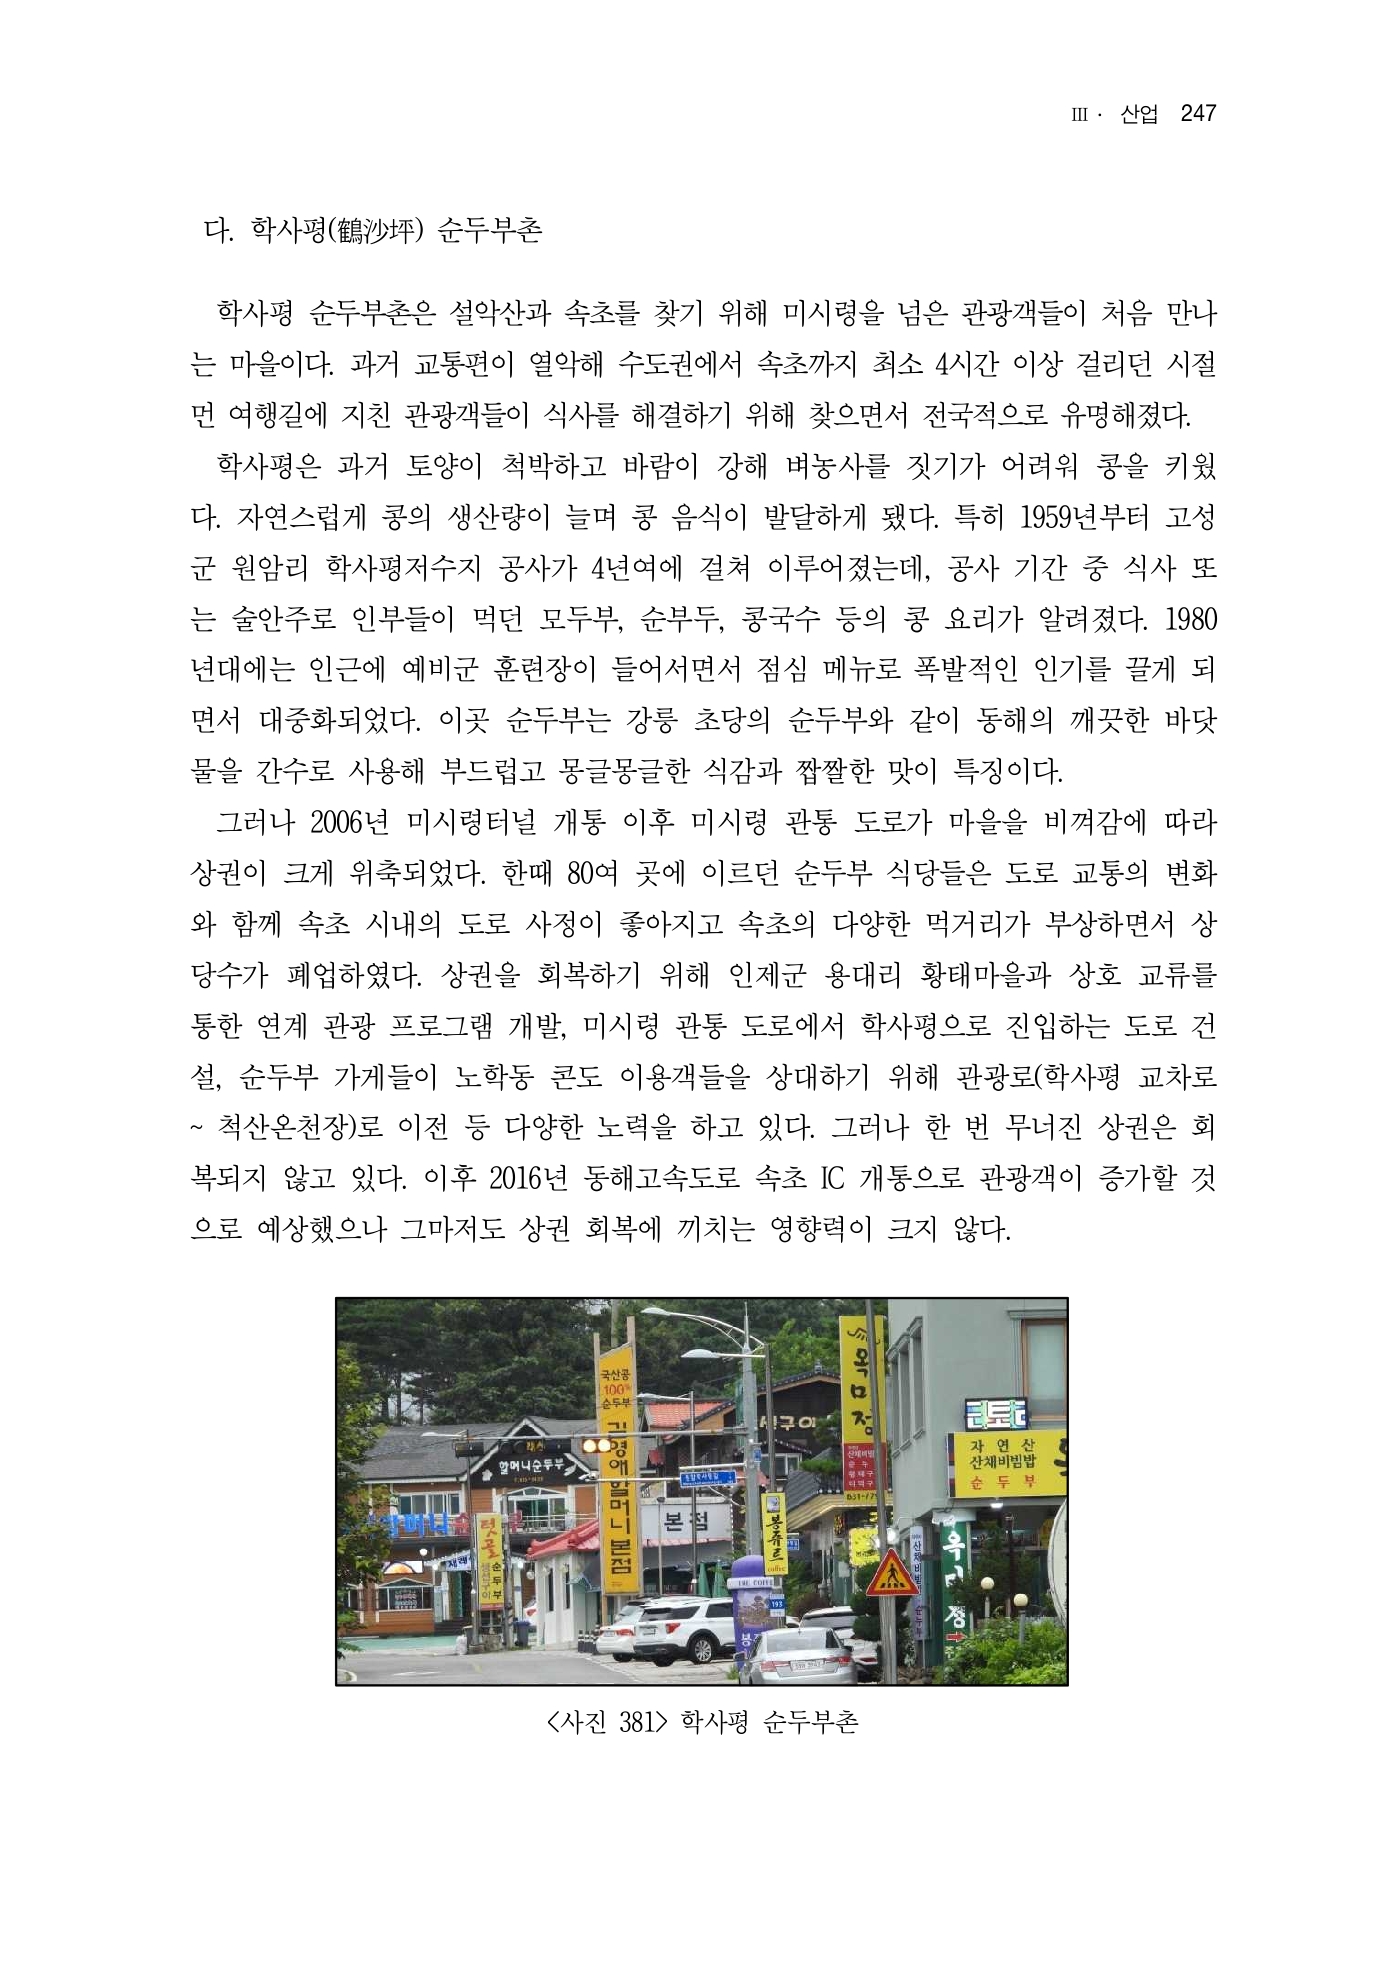 Ⅲ · 산업 247
다. 학사평(鶴沙坪) 순두부촌
학사평 순두부촌은 설악산과 속초를 찾기 위해 미시령을 넘은 관광객들이 처음 만나
는 마을이다. 과거 교통편이 열악해 수도권에서 속초까지 최소 4시간 이상 걸리던 시절
먼 여행길에 지친 관광객들이 식사를 해결하기 위해 찾으면서 전국적으로 유명해졌다.
학사평은 과거 토양이 척박하고 바람이 강해 벼농사를 짓기가 어려워 콩을 키웠
다. 자연스럽게 콩의 생산량이 늘며 콩 음식이 발달하게 됐다. 특히 1959년부터 고성
군 원암리 학사평저수지 공사가 4년여에 걸쳐 이루어졌는데, 공사 기간 중 식사 또
는 술안주로 인부들이 먹던 모두부, 순부두, 콩국수 등의 콩 요리가 알려졌다. 1980
년대에는 인근에 예비군 훈련장이 들어서면서 점심 메뉴로 폭발적인 인기를 끌게 되
면서 대중화되었다. 이곳 순두부는 강릉 초당의 순두부와 같이 동해의 깨끗한 바닷
물을 간수로 사용해 부드럽고 몽글몽글한 식감과 짭짤한 맛이 특징이다.
그러나 2006년 미시령터널 개통 이후 미시령 관통 도로가 마을을 비껴감에 따라
상권이 크게 위축되었다. 한때 80여 곳에 이르던 순두부 식당들은 도로 교통의 변화
와 함께 속초 시내의 도로 사정이 좋아지고 속초의 다양한 먹거리가 부상하면서 상
당수가 폐업하였다. 상권을 회복하기 위해 인제군 용대리 황태마을과 상호 교류를
통한 연계 관광 프로그램 개발, 미시령 관통 도로에서 학사평으로 진입하는 도로 건
설, 순두부 가게들이 노학동 콘도 이용객들을 상대하기 위해 관광로(학사평 교차로
~ 척산온천장)로 이전 등 다양한 노력을 하고 있다. 그러나 한 번 무너진 상권은 회
복되지 않고 있다. 이후 2016년 동해고속도로 속초 IC 개통으로 관광객이 증가할 것
으로 예상했으나 그마저도 상권 회복에 끼치는 영향력이 크지 않다.
국산콩
100%
순두부
김영애할머니본점
할머니순두부
옥미정
자연산
산채비빔밥
순두부
본점
봉쥬르
coffee
텃골
순두부
193
옥미정
<사진 381> 학사평 순두부촌